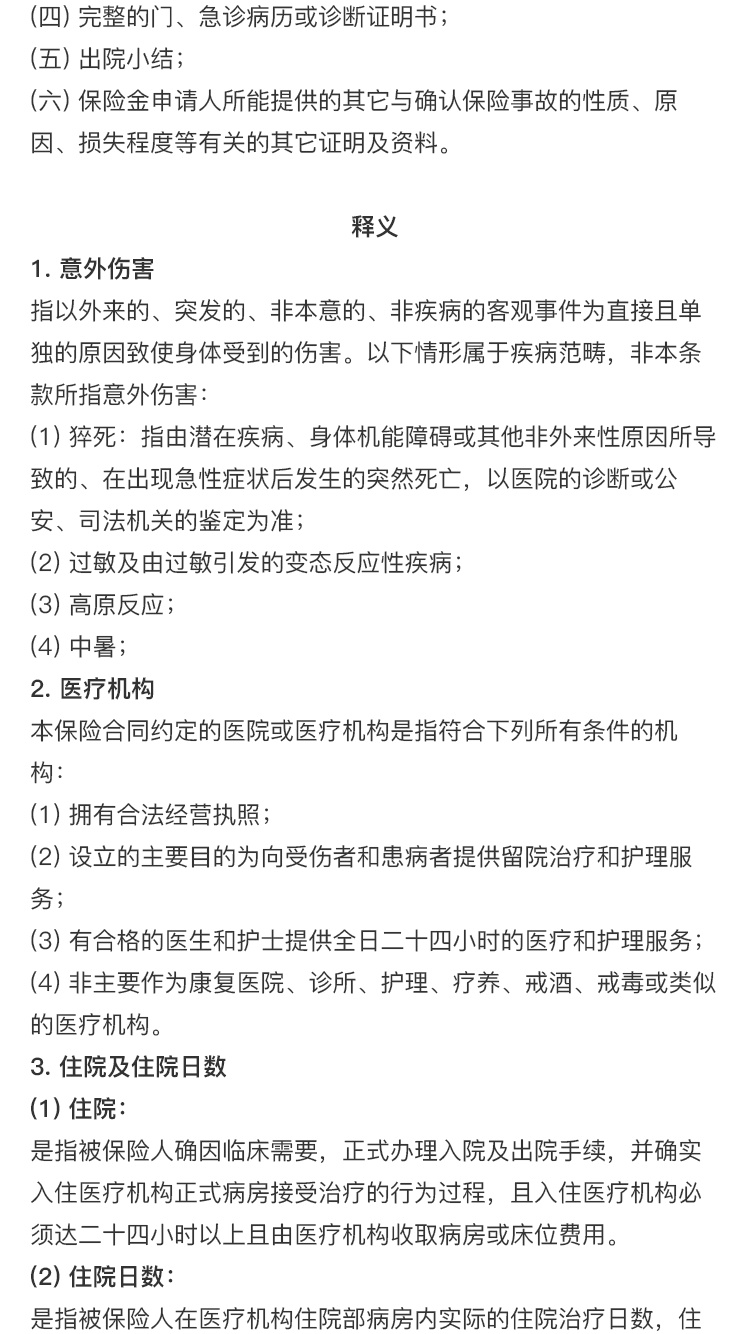 (四) 完整的门、急诊病历或诊断证明书；
(五) 出院小结；
(六) 保险金申请人所能提供的其它与确认保险事故的性质、原
因、损失程度等有关的其它证明及资料。
释义
1. 意外伤害
指以外来的、突发的、非本意的、非疾病的客观事件为直接且单
独的原因致使身体受到的伤害。以下情形属于疾病范畴，非本条
款所指意外伤害：
(1) 猝死：指由潜在疾病、身体机能障碍或其他非外来性原因所导
致的、在出现急性症状后发生的突然死亡，以医院的诊断或公
安、司法机关的鉴定为准；
(2) 过敏及由过敏引发的变态反应性疾病；
(3) 高原反应；
(4) 中暑；
2. 医疗机构
本保险合同约定的医院或医疗机构是指符合下列所有条件的机
构：
(1) 拥有合法经营执照；
(2) 设立的主要目的为向受伤者和患病者提供留院治疗和护理服
务；
(3) 有合格的医生和护士提供全日二十四小时的医疗和护理服务；
(4) 非主要作为康复医院、诊所、护理、疗养、戒酒、戒毒或类似
的医疗机构。
3. 住院及住院日数
(1) 住院：
是指被保险人确因临床需要，正式办理入院及出院手续，并确实
入住医疗机构正式病房接受治疗的行为过程，且入住医疗机构必
须达二十四小时以上且由医疗机构收取病房或床位费用。
(2) 住院日数：
是指被保险人在医疗机构住院部病房内实际的住院治疗日数，住